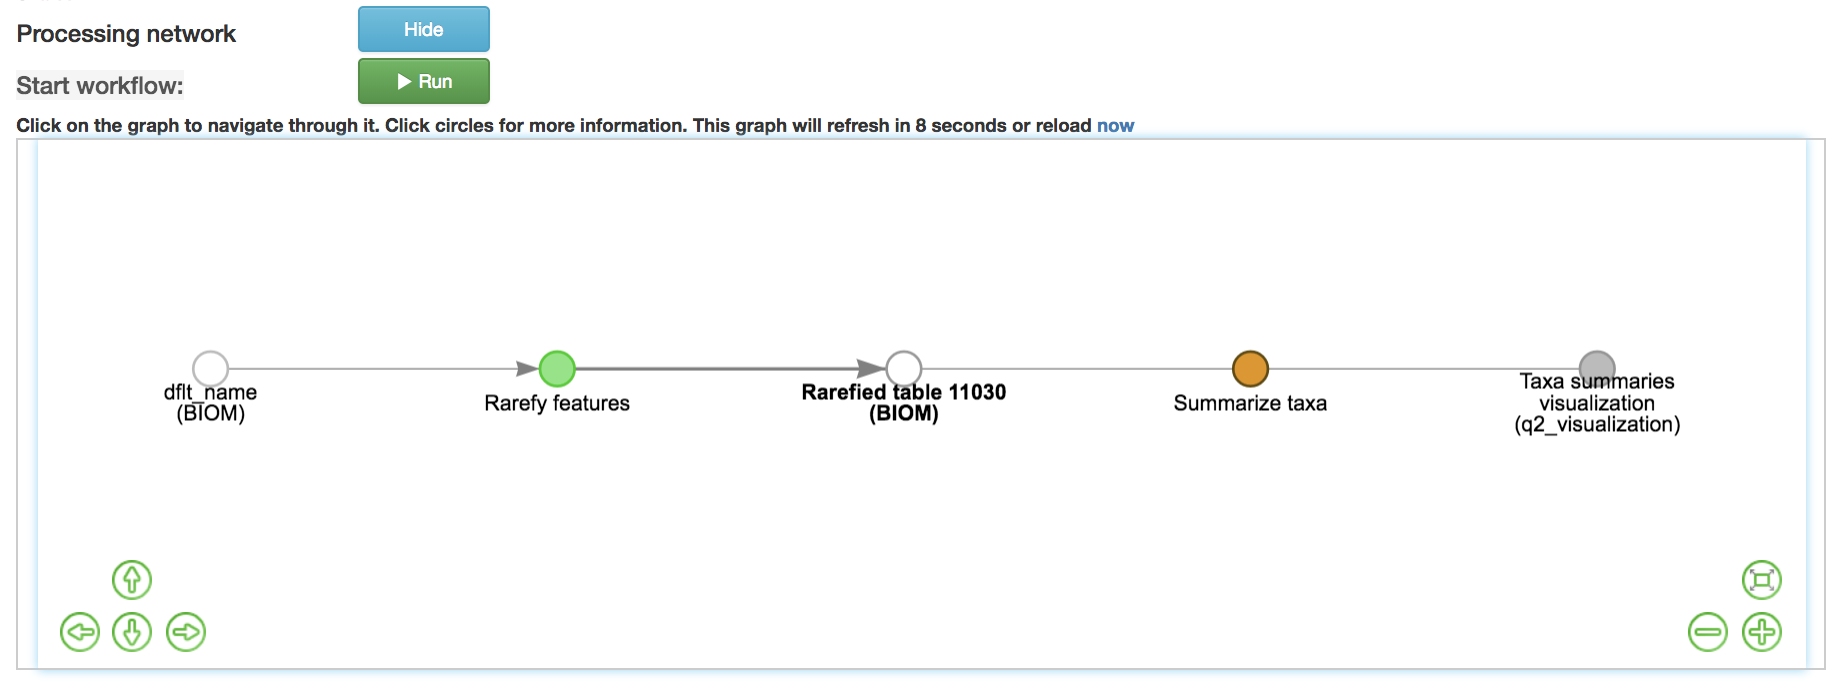 Processing network
Hide
Start workflow:
Run
Click on the graph to navigate through it. Click circles for more information. This graph will refresh in 8 seconds or reload now
dflt_name
(BIOM)
Rarefy features
Rarefied table 11030
(BIOM)
Summarize taxa
Taxa summaries
visualization
(q2_visualization)